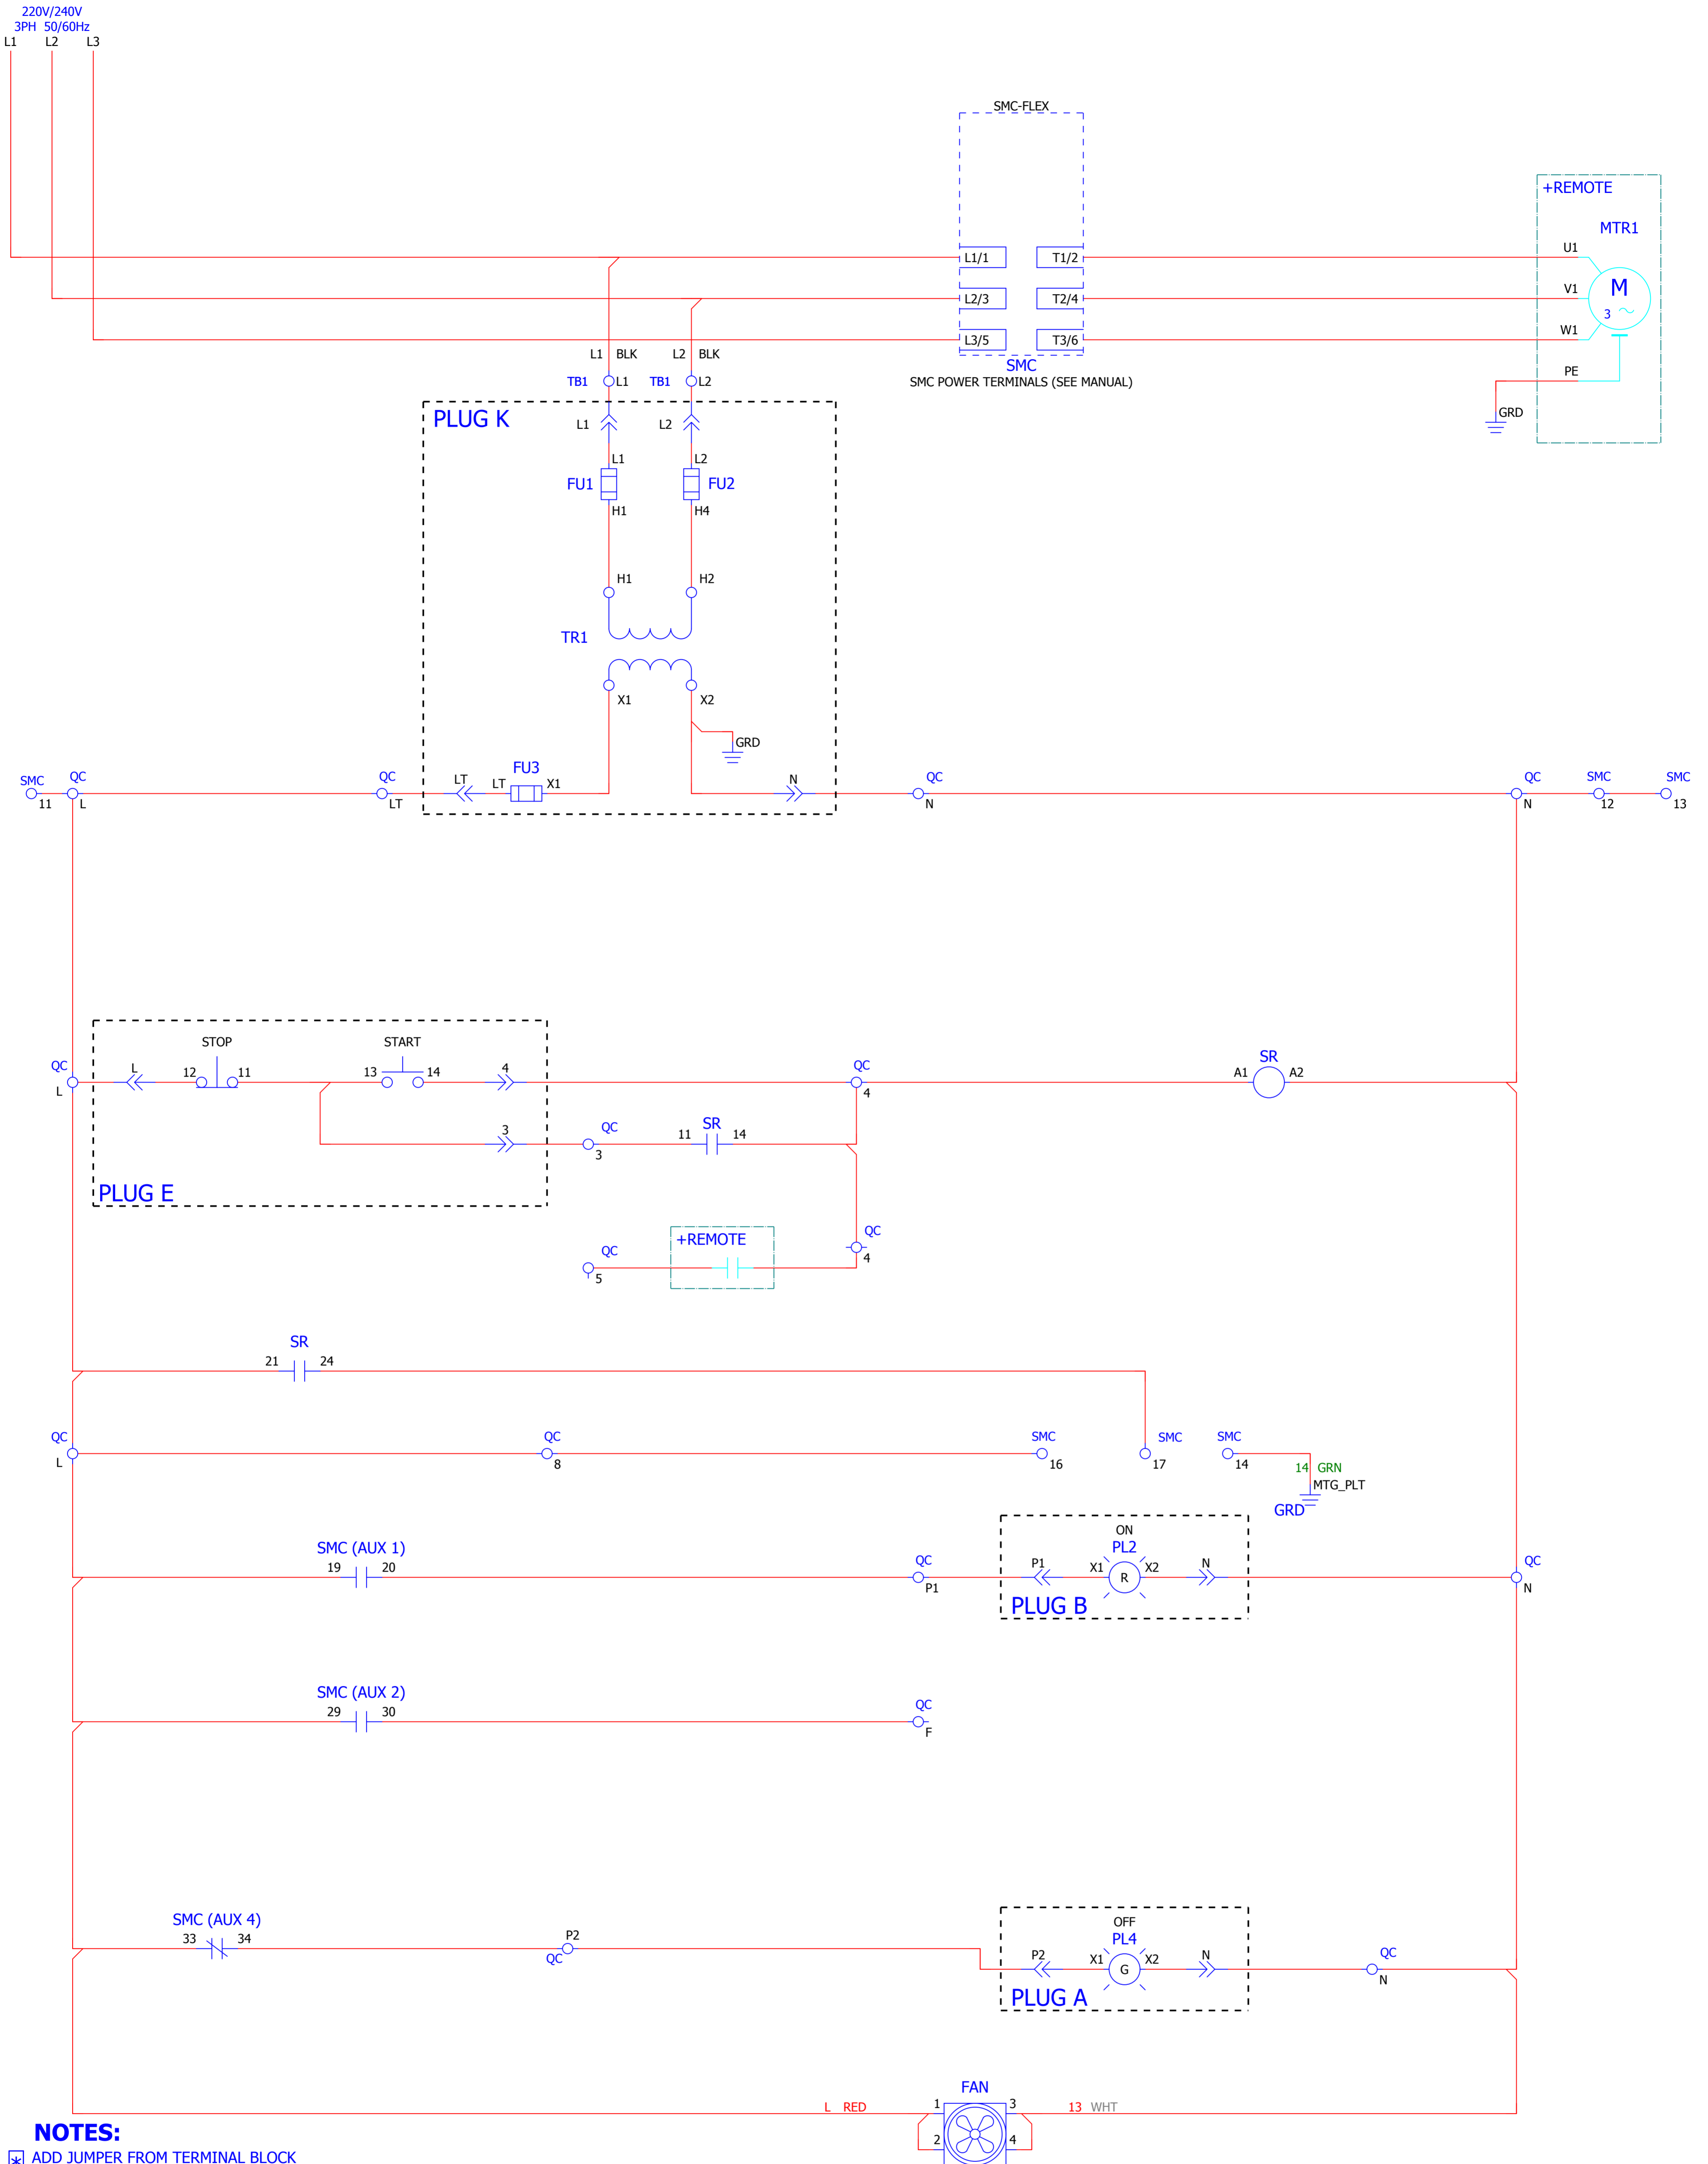 220V/240V
3PH 50/60Hz
L1 L2 L3
SMC-FLEX
+REMOTE
MTR1
L1/1 T1/2 U1
L2/3 T2/4 V1 M
3
L3/5 T3/6 W1
L1 BLK L2 BLK
SMC
SMC POWER TERMINALS (SEE MANUAL)
PE
TB1 L1 TB1 L2
GRD
PLUG K
L1 L2
L1 L2
FU1 FU2
H1 H4
H1 H2
TR1
X1 X2
GRD
SMC QC QC LT LT FU3 X1 N QC QC SMC SMC
11 L LT N N 12 13
STOP START
QC L 12 11 13 14 4 QC SR
L 4 A1 A2
3 QC 11 SR 14
3
PLUG E
QC +REMOTE QC
5 4
SR
21 24
QC QC SMC SMC SMC
L 8 16 17 14
14 GRN
MTG_PLT
GRD
SMC (AUX 1)
19 20
ON
PL2
QC P1 X1 R X2 N QC
P1 N
PLUG B
SMC (AUX 2)
29 30 QC
F
SMC (AUX 4)
33 34 P2
QC
OFF
PL4
P2 X1 G X2 N QC
N
PLUG A
FAN
L RED 1 3 13 WHT
2 4
NOTES:
* ADD JUMPER FROM TERMINAL BLOCK